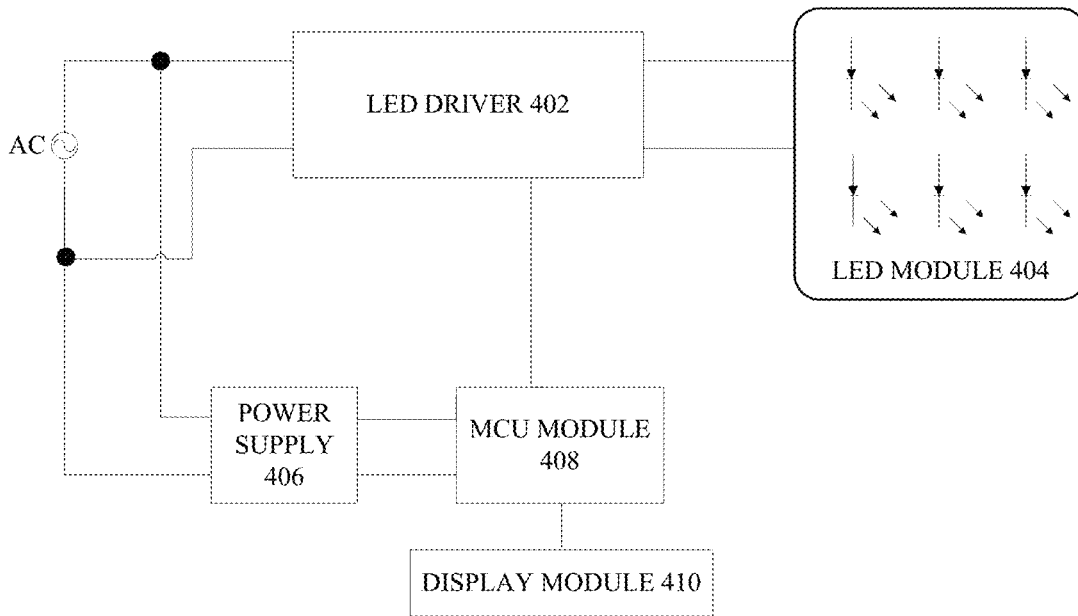 LED DRIVER 402
AC
LED MODULE 404
POWER
SUPPLY
406
MCU MODULE
408
DISPLAY MODULE 410